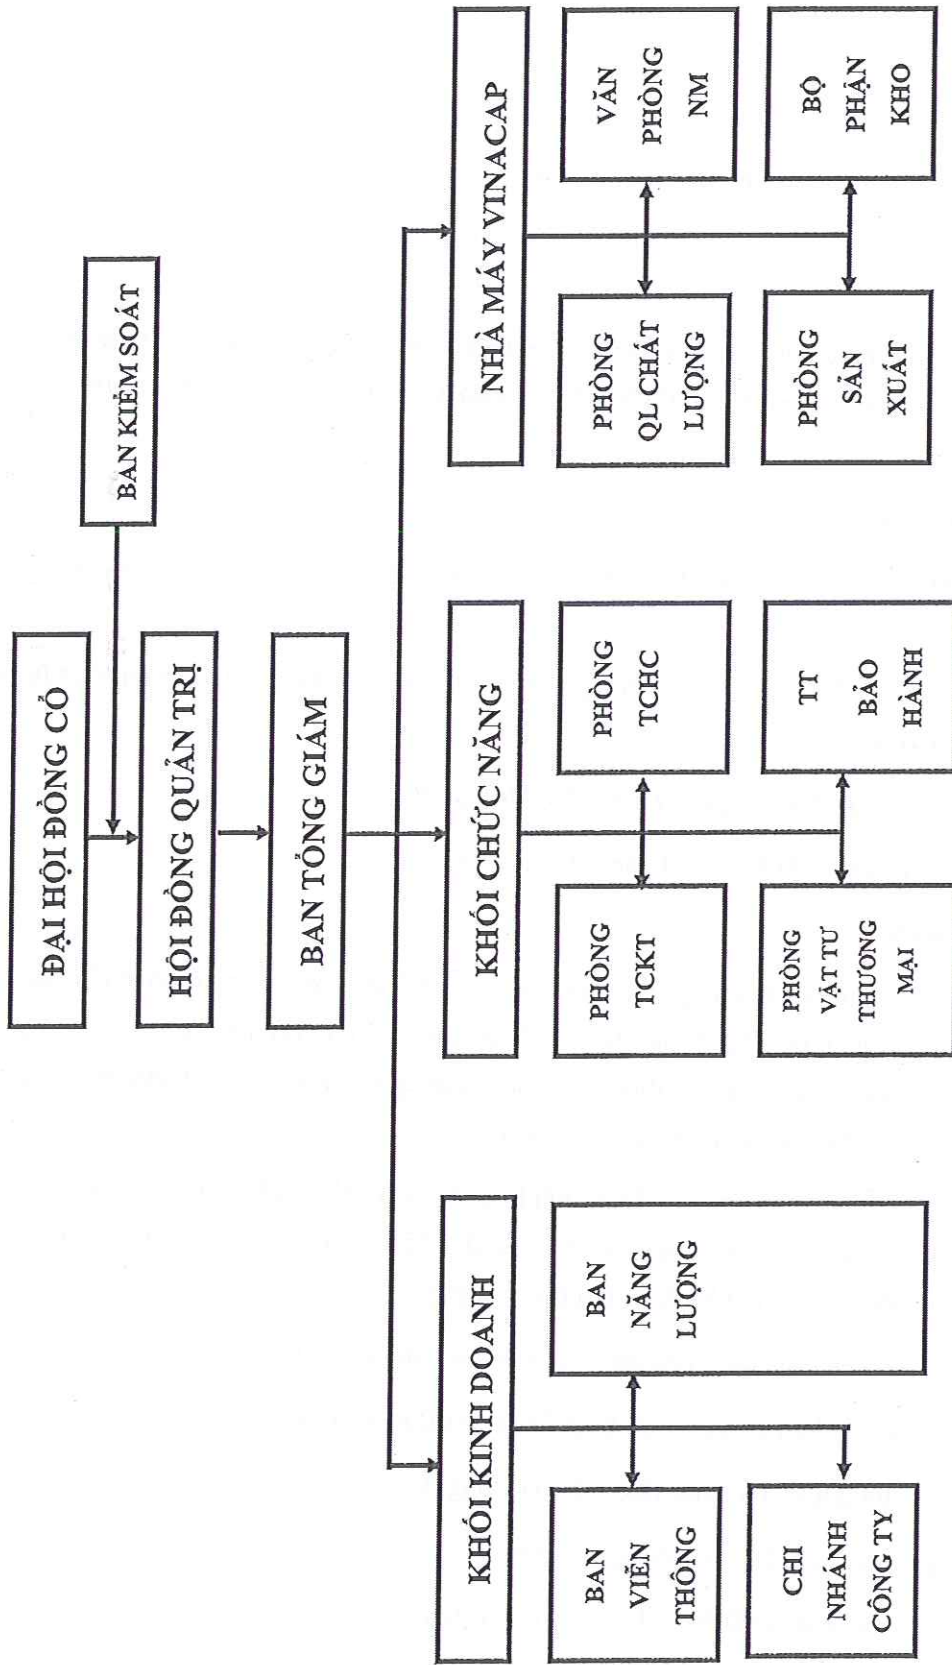 ĐẠI HỘI ĐỒNG CỔ
BAN KIỂM SOÁT
HỘI ĐỒNG QUẢN TRỊ
BAN TỔNG GIÁM
KHỐI KINH DOANH
KHỐI CHỨC NĂNG
NHÀ MÁY VINACAP
BAN
VIỄN
THÔNG
BAN
NĂNG
LƯỢNG
CHI
NHÁNH
CÔNG TY
PHÒNG
TCKT
PHÒNG
TCHC
PHÒNG
VẬT TƯ
THƯƠNG
MẠI
TT
BẢO
HÀNH
PHÒNG
QL CHẤT
LƯỢNG
VĂN
PHÒNG
NM
PHÒNG
SẢN
XUẤT
BỘ
PHẬN
KHO